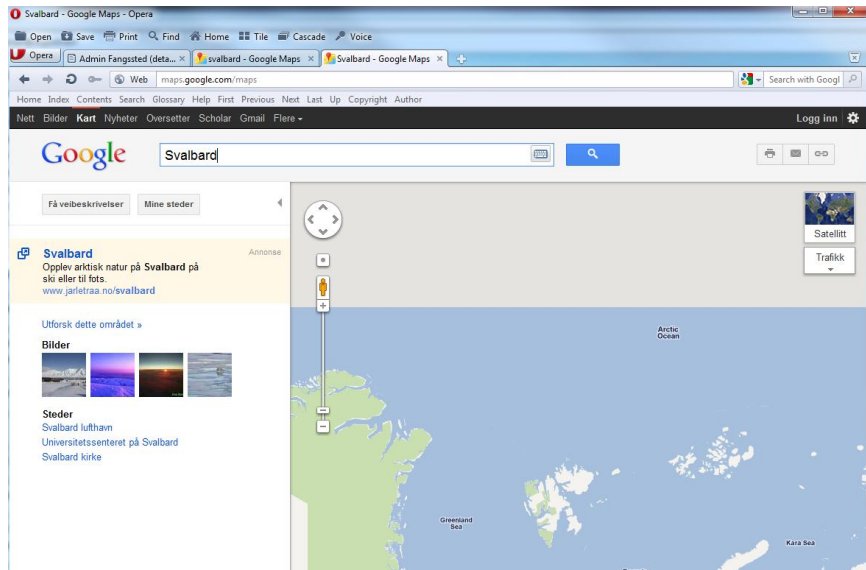 Svalbard - Google Maps - Opera
Open Save Print Find Home Tile Cascade Voice
Opera Admin Fangssted (deta... svalbard - Google Maps Svalbard - Google Maps
Web maps.google.com/maps Search with Googl
Home Index Contents Search Glossary Help First Previous Next Last Up Copyright Author
Nett Bilder Kart Nyheter Oversetter Scholar Gmail Flere Logg inn
Google Svalbard
Få veibeskrivelser Mine steder
Satellitt
Trafikk
Svalbard Annonse
Opplev arktisk natur på Svalbard på
ski eller til fots.
www.jarletraa.no/svalbard
Utforsk dette området »
Bilder
Steder
Svalbard lufthavn
Universitetssenteret på Svalbard
Svalbard kirke
Arctic
Ocean
Greenland
Sea
Kara Sea